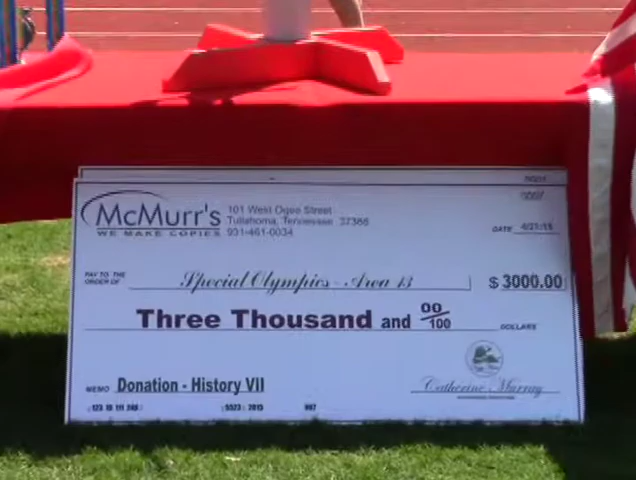 McMurr's
WE MAKE COPIES
101 West Ogee Street
Tullahoma, Tennessee 37388
931-461-0034
DATE 4/21/15
PAY TO THE
ORDER OF
Special Olympics - Area 13
$ 3000.00
Three Thousand and 00/100
DOLLARS
MEMO Donation - History VII
Catherine Murray